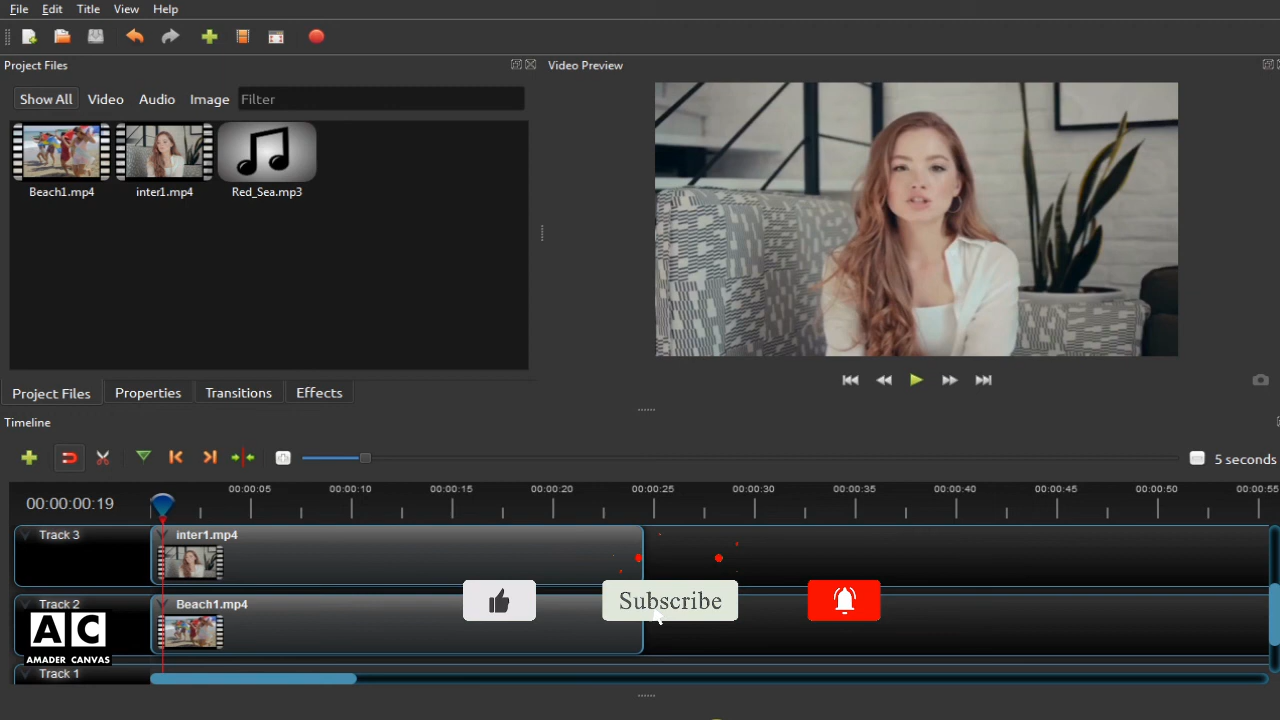 File Edit Title View Help
Project Files
Video Preview
Show All Video Audio Image Filter
Beach1.mp4 inter1.mp4 Red_Sea.mp3
Project Files Properties Transitions Effects
Timeline
5 seconds
00:00:00:19
00:00:05 00:00:10 00:00:15 00:00:20 00:00:25 00:00:30 00:00:35 00:00:40 00:00:45 00:00:50 00:00:55
Track 3 inter1.mp4
Track 2 Beach1.mp4
Subscribe
A C
AMADER CANVAS
Track 1